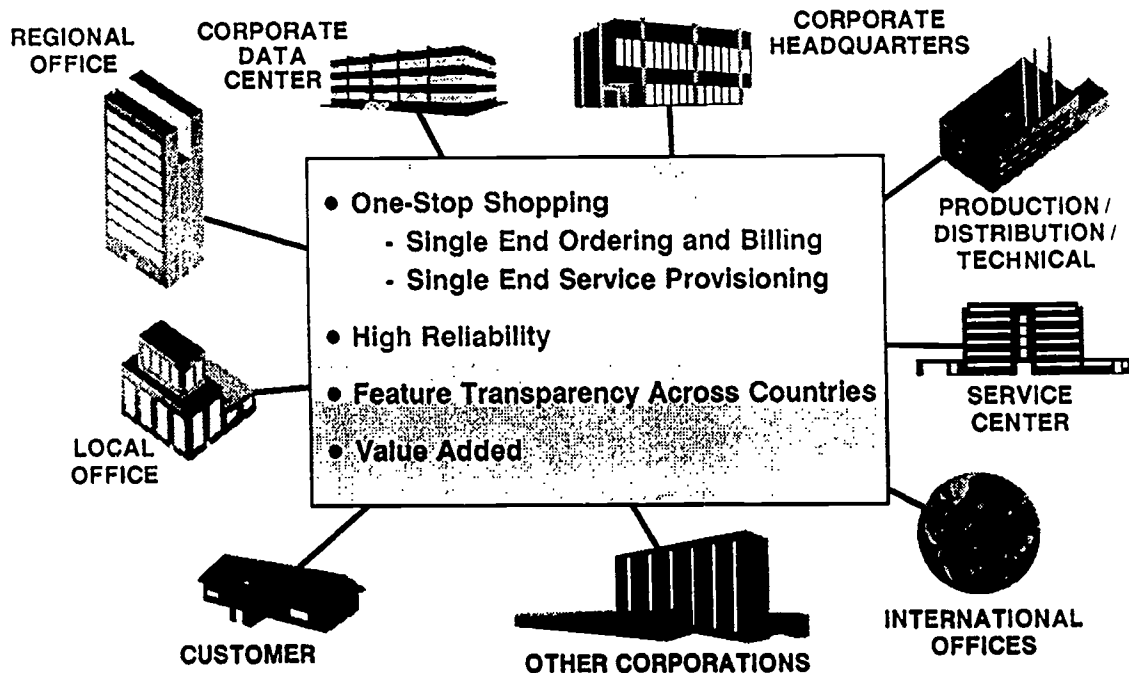 REGIONAL
OFFICE
CORPORATE
DATA
CENTER
CORPORATE
HEADQUARTERS
PRODUCTION /
DISTRIBUTION /
TECHNICAL
• One-Stop Shopping
- Single End Ordering and Billing
- Single End Service Provisioning
• High Reliability
• Feature Transparency Across Countries
• Value Added
SERVICE
CENTER
LOCAL
OFFICE
CUSTOMER
OTHER CORPORATIONS
INTERNATIONAL
OFFICES